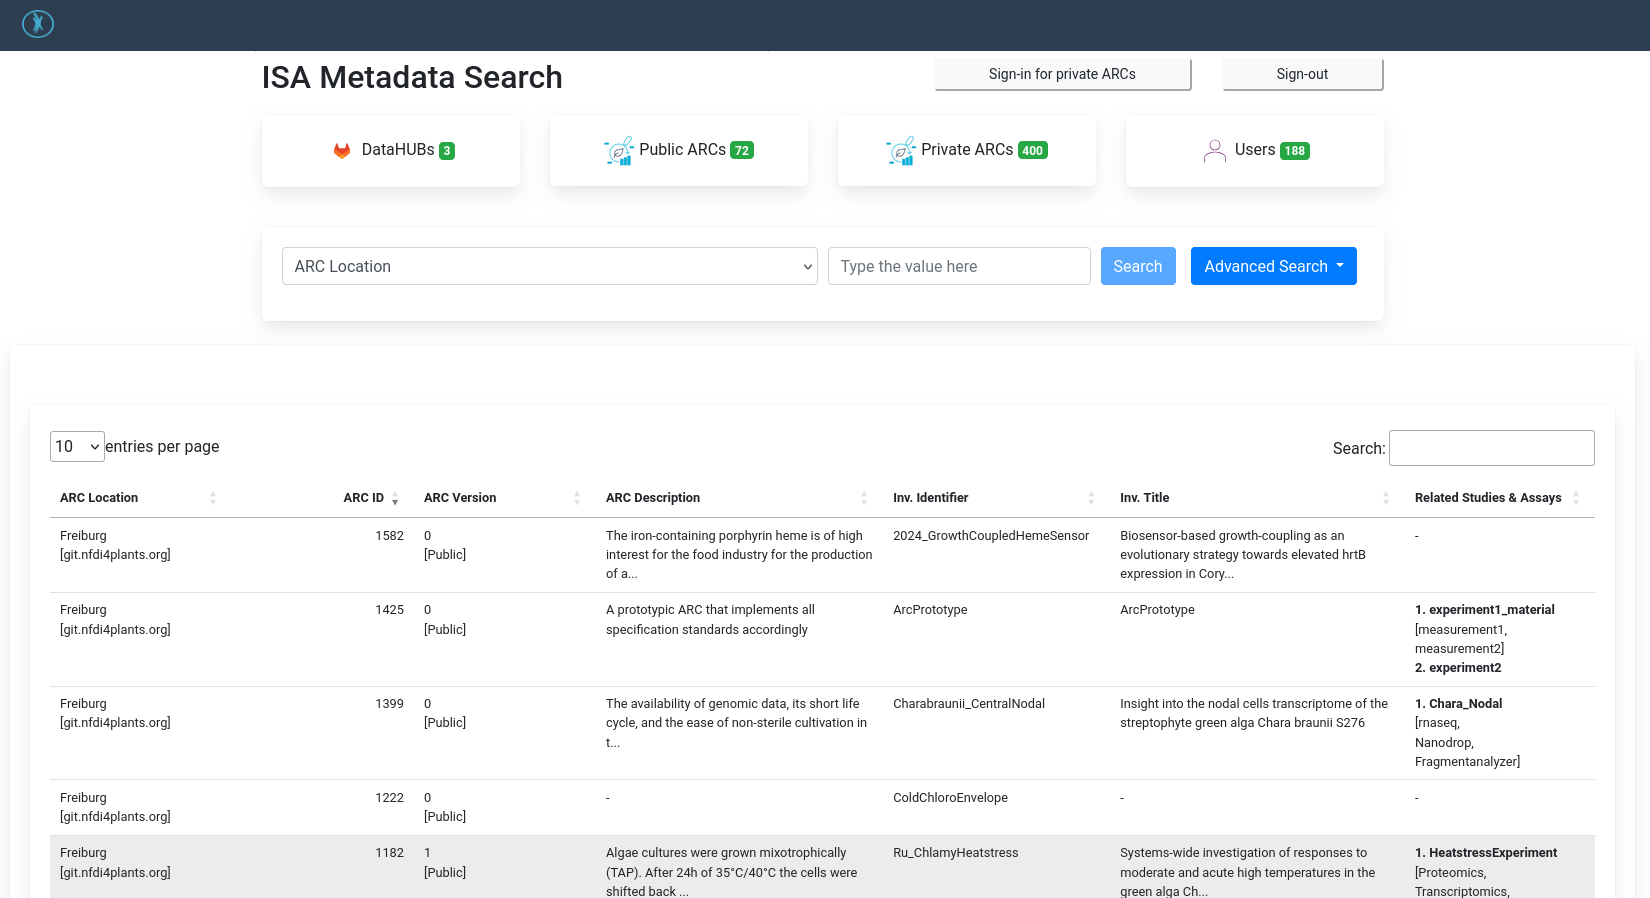 ISA Metadata Search
Sign-in for private ARCs
Sign-out
DataHUBs 3
Public ARCs 72
Private ARCs 400
Users 188
ARC Location
Type the value here
Search
Advanced Search
10 entries per page
Search:
ARC Location ARC ID ARC Version ARC Description Inv. Identifier Inv. Title Related Studies & Assays
Freiburg 1582 0 The iron-containing porphyrin heme is of high 2024_GrowthCoupledHemeSensor Biosensor-based growth-coupling as an -
[git.nfdi4plants.org] [Public] interest for the food industry for the production evolutionary strategy towards elevated hrtB
of a... expression in Cory...
Freiburg 1425 0 A prototypic ARC that implements all ArcPrototype ArcPrototype 1. experiment1_material
[git.nfdi4plants.org] [Public] specification standards accordingly [measurement1,
measurement2]
2. experiment2
Freiburg 1399 0 The availability of genomic data, its short life Charabraunii_CentralNodal Insight into the nodal cells transcriptome of the 1. Chara_Nodal
[git.nfdi4plants.org] [Public] cycle, and the ease of non-sterile cultivation in streptophyte green alga Chara braunii S276 [rnaseq,
t... Nanodrop,
Fragmentanalyzer]
Freiburg 1222 0 - ColdChloroEnvelope - -
[git.nfdi4plants.org] [Public]
Freiburg 1182 1 Algae cultures were grown mixotrophically Ru_ChlamyHeatstress Systems-wide investigation of responses to 1. HeatstressExperiment
[git.nfdi4plants.org] [Public] (TAP). After 24h of 35°C/40°C the cells were moderate and acute high temperatures in the [Proteomics,
shifted back ... green alga Ch... Transcriptomics,